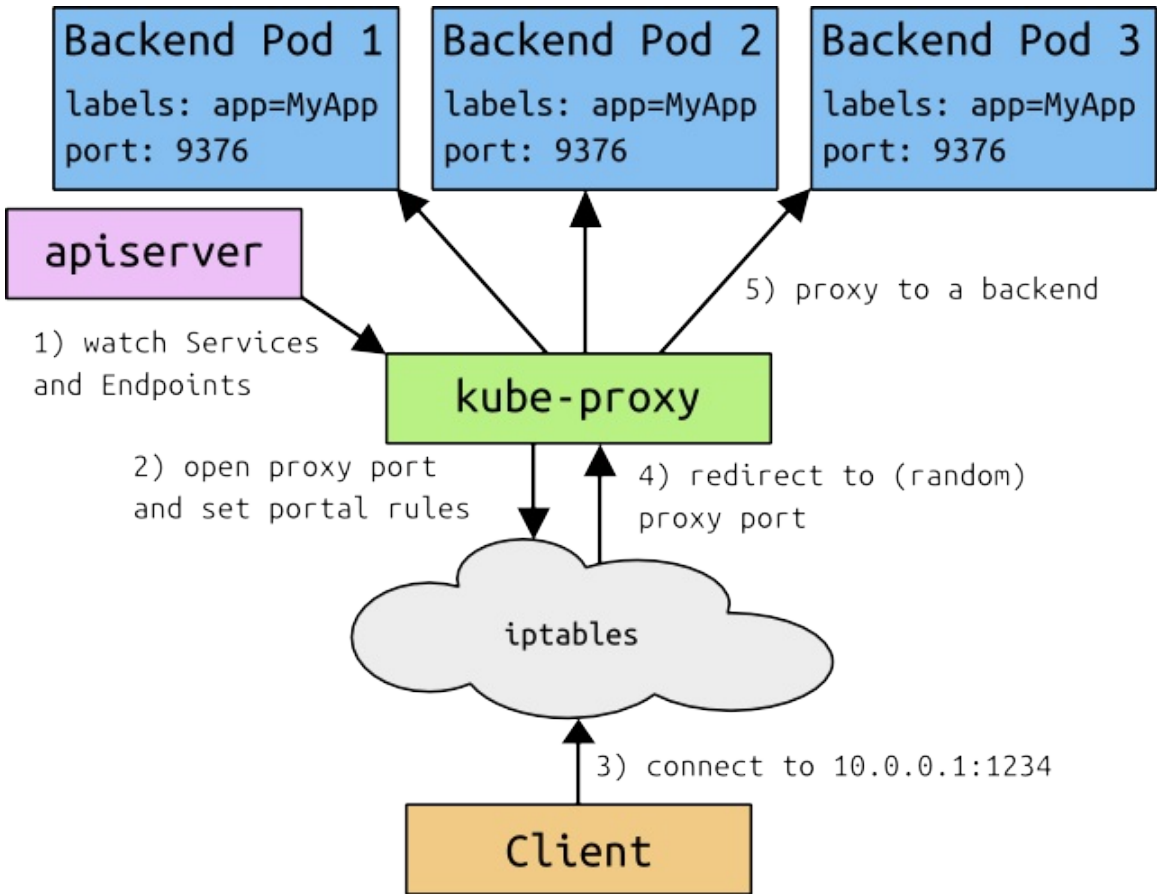 Backend Pod 1
labels: app=MyApp
port: 9376
Backend Pod 2
labels: app=MyApp
port: 9376
Backend Pod 3
labels: app=MyApp
port: 9376
apiserver
1) watch Services
and Endpoints
5) proxy to a backend
kube-proxy
2) open proxy port
and set portal rules
4) redirect to (random)
proxy port
iptables
3) connect to 10.0.0.1:1234
Client